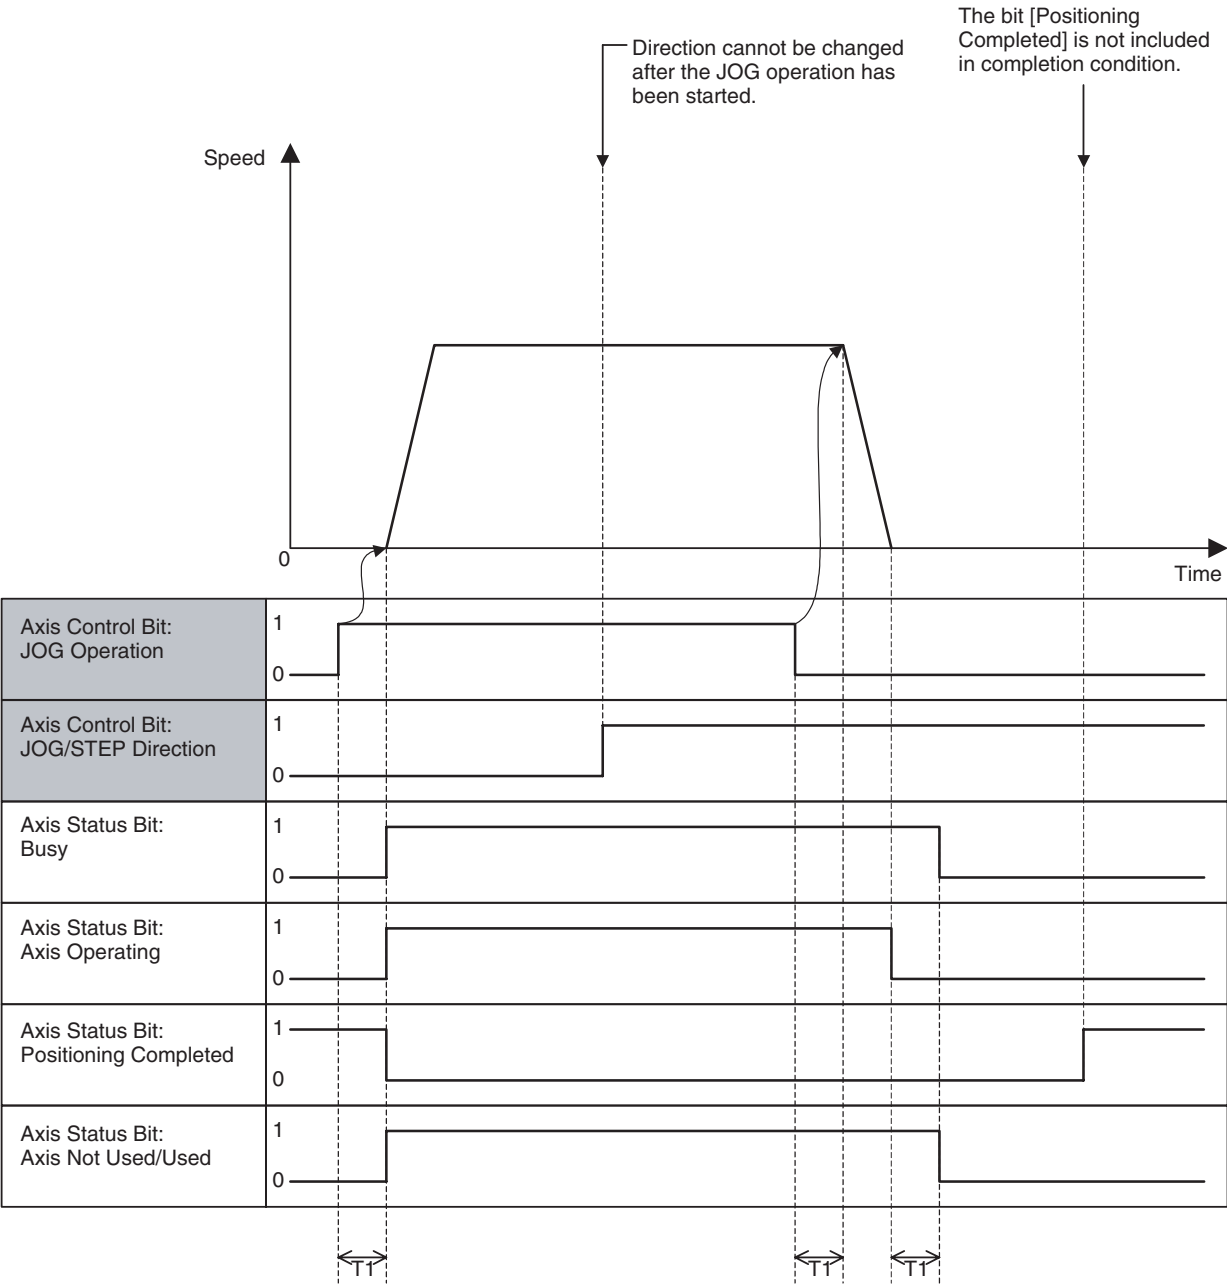 The bit [Positioning
Completed] is not included
in completion condition.
Direction cannot be changed
after the JOG operation has
been started.
Speed
0
Time
Axis Control Bit:
JOG Operation
1
0
Axis Control Bit:
JOG/STEP Direction
1
0
Axis Status Bit:
Busy
1
0
Axis Status Bit:
Axis Operating
1
0
Axis Status Bit:
Positioning Completed
1
0
Axis Status Bit:
Axis Not Used/Used
1
0
T1
T1
T1